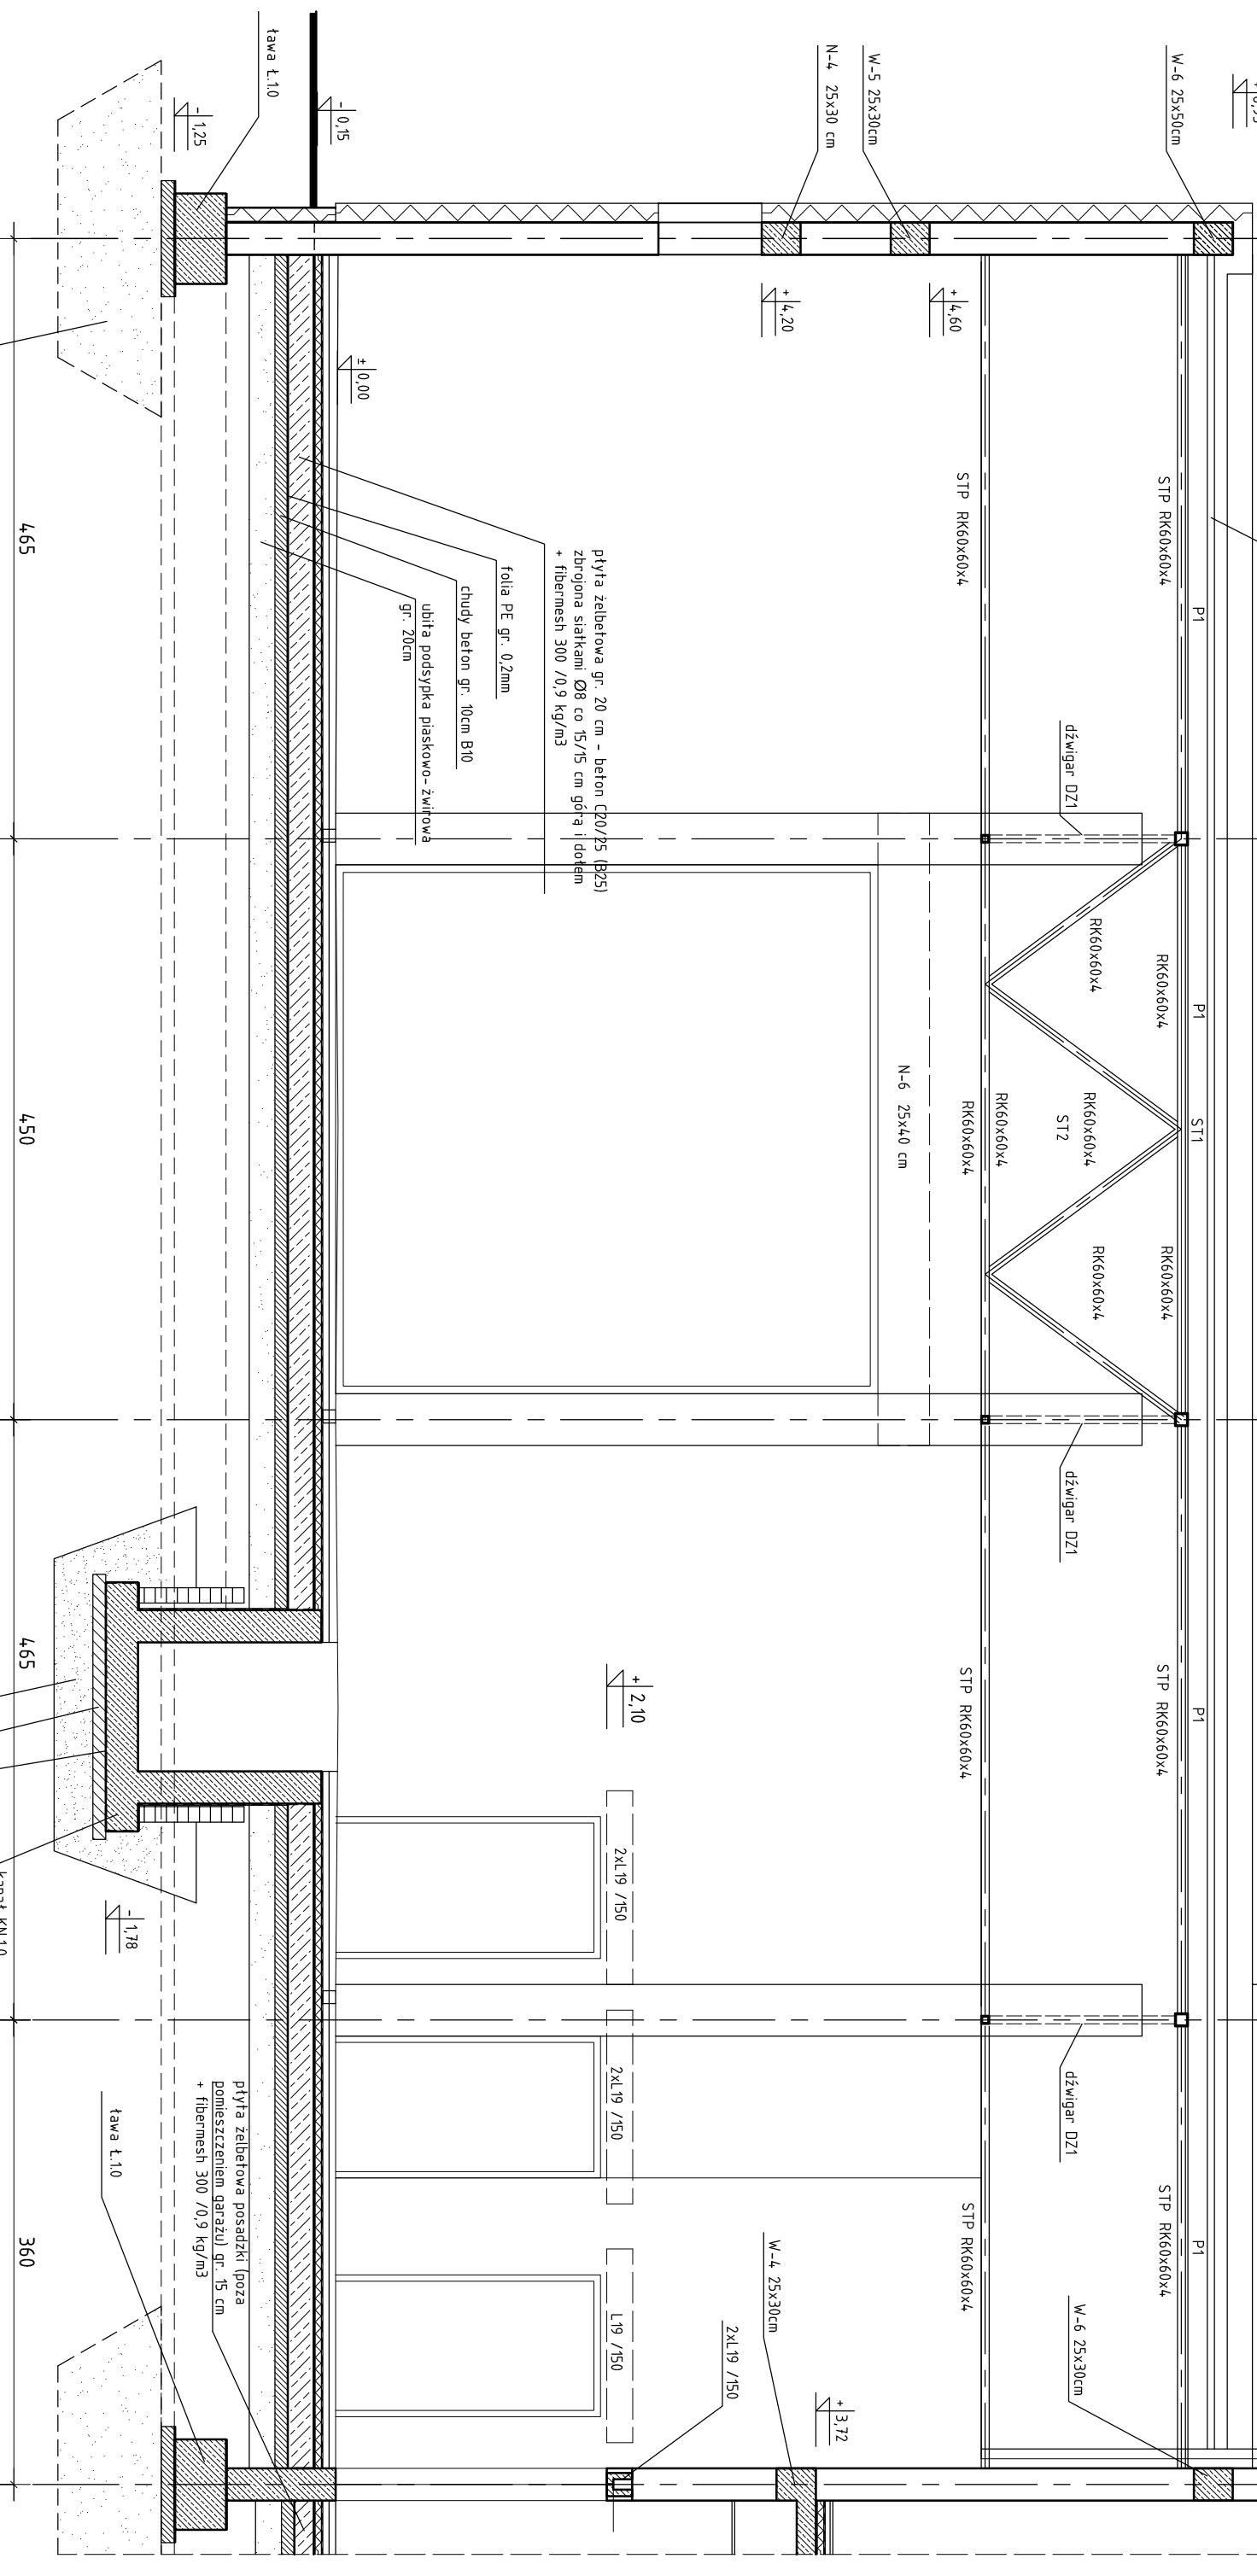 W-6 25x50cm
W-5 25x30cm
N-4 25x30 cm
- 0,15
ława Ł.1.0
- 1,25
+ 4,60
+ 4,20
± 0,00
STP RK60x60x4
P1
STP RK60x60x4
dźwigar DZ1
płyta żelbetowa gr. 20 cm - beton C20/25 (B25)
zbrojona siatkami Ø8 co 15/15 cm górą i dołem
+ fibermesh 300 /0,9 kg/m3
folia PE gr. 0,2mm
chudy beton gr. 10cm B10
ubita podsypka piaskowo-żwirowa
gr. 20cm
465
P1
RK60x60x4
RK60x60x4
ST1
RK60x60x4
ST2
RK60x60x4
RK60x60x4
RK60x60x4
RK60x60x4
N-6 25x40 cm
450
dźwigar DZ1
P1
STP RK60x60x4
STP RK60x60x4
+ 2,10
465
2xL19 /150
- 1,78
kanał KN.1.0
dźwigar DZ1
2xL19 /150
P1
STP RK60x60x4
STP RK60x60x4
W-6 25x30cm
W-4 25x30cm
2xL19 /150
L19 /150
+ 3,72
płyta żelbetowa posadzki (poza
pomieszczeniem garażu) gr. 15 cm
+ fibermesh 300 /0,9 kg/m3
ława Ł.1.0
360